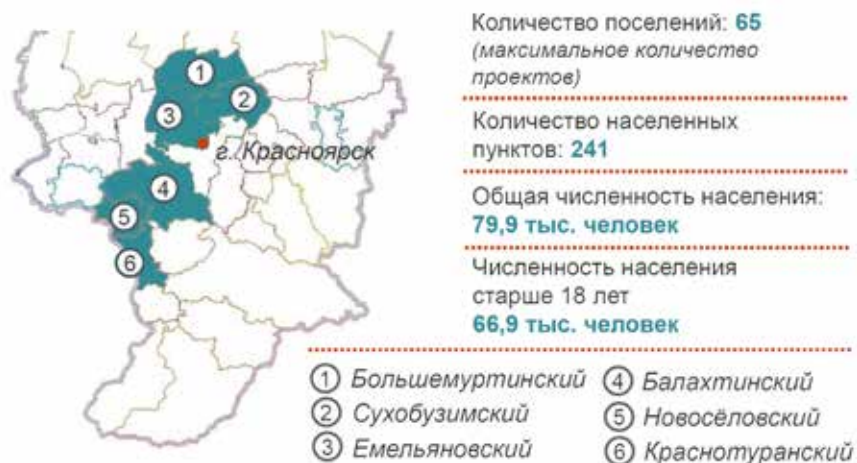 1
2
3
г. Красноярск
4
5
6
Количество поселений: 65
(максимальное количество
проектов)
Количество населенных
пунктов: 241
Общая численность населения:
79,9 тыс. человек
Численность населения
старше 18 лет
66,9 тыс. человек
1 Большемуртинский
2 Сухобузимский
3 Емельяновский
4 Балахтинский
5 Новосёловский
6 Краснотуранский